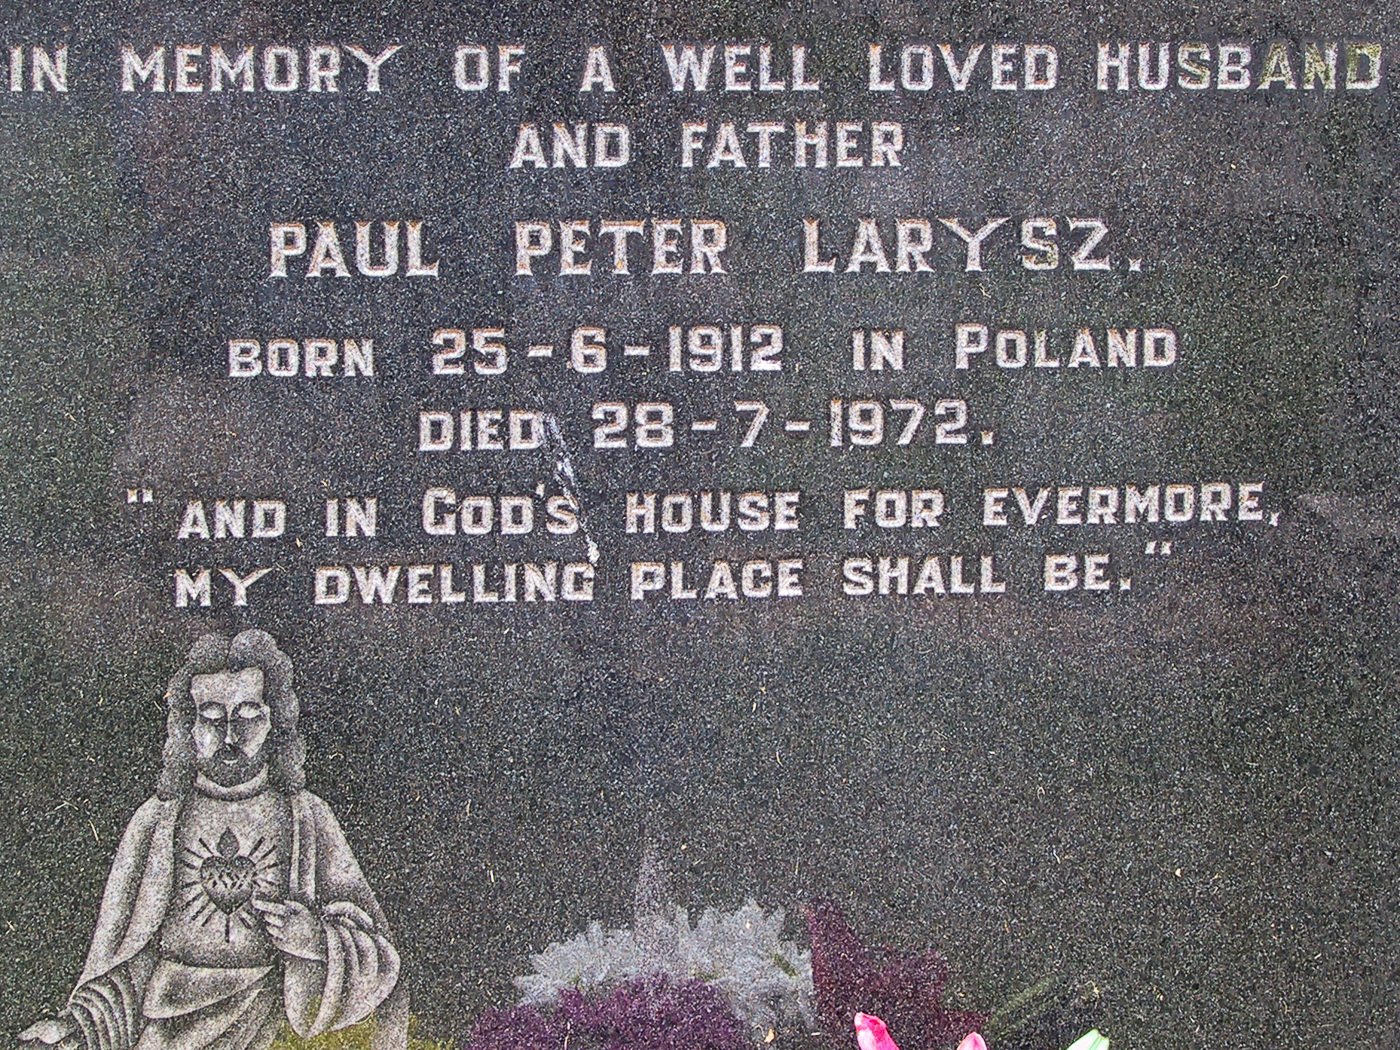 IN MEMORY OF A WELL LOVED HUSBAND
AND FATHER
PAUL PETER LARYSZ.
BORN 25-6-1912 IN POLAND
DIED 28-7-1972.
"AND IN GOD'S HOUSE FOR EVERMORE,
MY DWELLING PLACE SHALL BE."